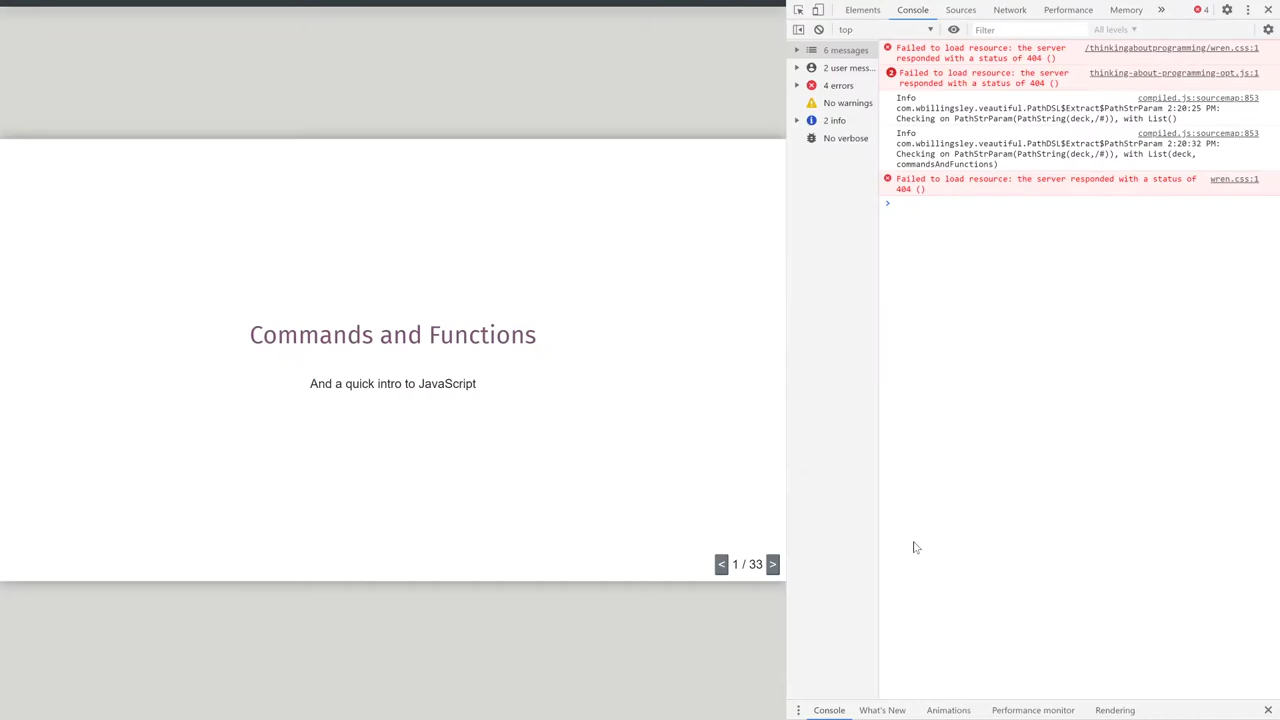 Commands and Functions
And a quick intro to JavaScript
< 1 / 33 >
Elements Console Sources Network Performance Memory » 4
top Filter All levels
6 messages
2 user mess...
4 errors
No warnings
2 info
No verbose
Failed to load resource: the server /thinkingaboutprogramming/wren.css:1
responded with a status of 404 ()
2 Failed to load resource: the server thinking-about-programming-opt.js:1
responded with a status of 404 ()
Info compiled.js:sourcemap:853
com.wbillingsley.veautiful.PathDSL$Extract$PathStrParam 2:20:25 PM:
Checking on PathStrParam(PathString(deck,/#)), with List()
Info compiled.js:sourcemap:853
com.wbillingsley.veautiful.PathDSL$Extract$PathStrParam 2:20:32 PM:
Checking on PathStrParam(PathString(deck,/#)), with List(deck,
commandsAndFunctions)
Failed to load resource: the server responded with a status of wren.css:1
404 ()
>
Console What's New Animations Performance monitor Rendering